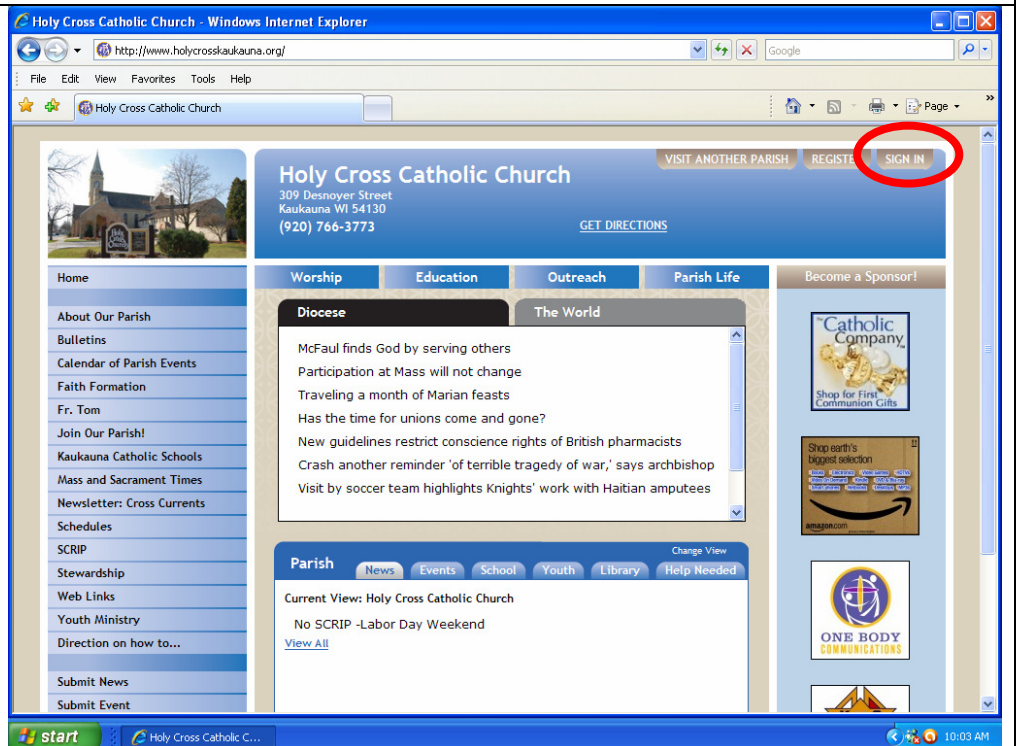 Holy Cross Catholic Church - Windows Internet Explorer
http://www.holycrosskaukauna.org/
Google
File Edit View Favorites Tools Help
Holy Cross Catholic Church
Page
VISIT ANOTHER PARISH
SIGN IN
Holy Cross Catholic Church
309 Desnoyer Street
Kaukauna WI 54130
(920) 766-3773
GET DIRECTIONS
Home
About Our Parish
Bulletins
Calendar of Parish Events
Faith Formation
Fr. Tom
Join Our Parish!
Kaukauna Catholic Schools
Mass and Sacrament Times
Newsletter: Cross Currents
Schedules
SCRIP
Stewardship
Web Links
Youth Ministry
Direction on how to...
Submit News
Submit Event
Worship Education Outreach Parish Life
Diocese The World
McFaul finds God by serving others
Participation at Mass will not change
Traveling a month of Marian feasts
Has the time for unions come and gone?
New guidelines restrict conscience rights of British pharmacists
Crash another reminder 'of terrible tragedy of war,' says archbishop
Visit by soccer team highlights Knights' work with Haitian amputees
Change View
Parish News Events School Youth Library Help Needed
Current View: Holy Cross Catholic Church
No SCRIP -Labor Day Weekend
View All
Become a Sponsor!
The Catholic
Company
Shop for First
Communion Gifts
Shop earth's
biggest selection
amazon.com
ONE BODY
COMMUNICATIONS
start Holy Cross Catholic C... 10:03 AM